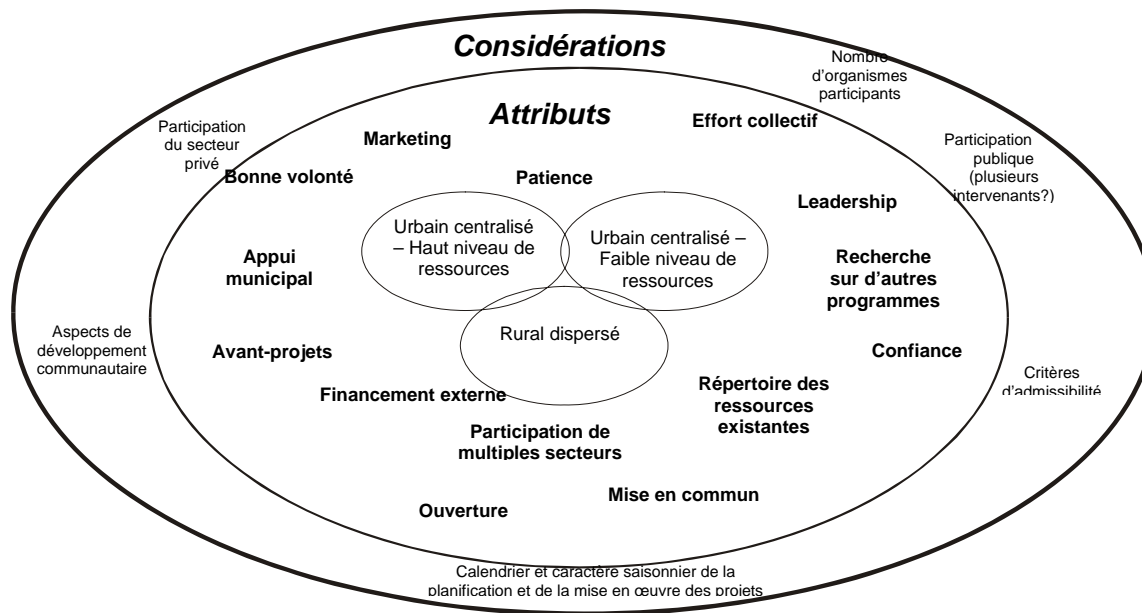 Considérations
Nombre
d'organismes
participants
Attributs
Effort collectif
Participation
du secteur
privé
Marketing
Participation
publique
(plusieurs
intervenants?)
Bonne volonté
Patience
Leadership
Urbain centralisé
– Haut niveau de
ressources
Urbain centralisé –
Faible niveau de
ressources
Appui
municipal
Recherche
sur d'autres
programmes
Rural dispersé
Aspects de
développement
communautaire
Avant-projets
Confiance
Critères
d'admissibilité
Financement externe
Répertoire des
ressources
existantes
Participation de
multiples secteurs
Mise en commun
Ouverture
Calendrier et caractère saisonnier de la
planification et de la mise en œuvre des projets